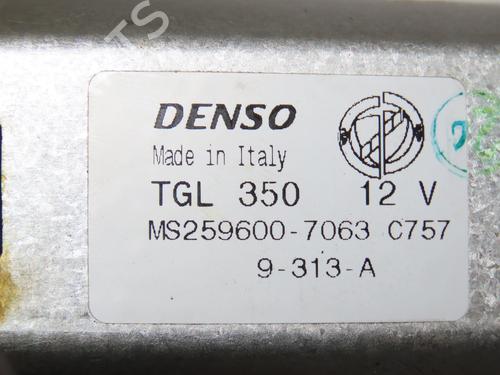 DENSO
Made in Italy
TGL 350 12 V
MS259600-7063 C757
9-313-A